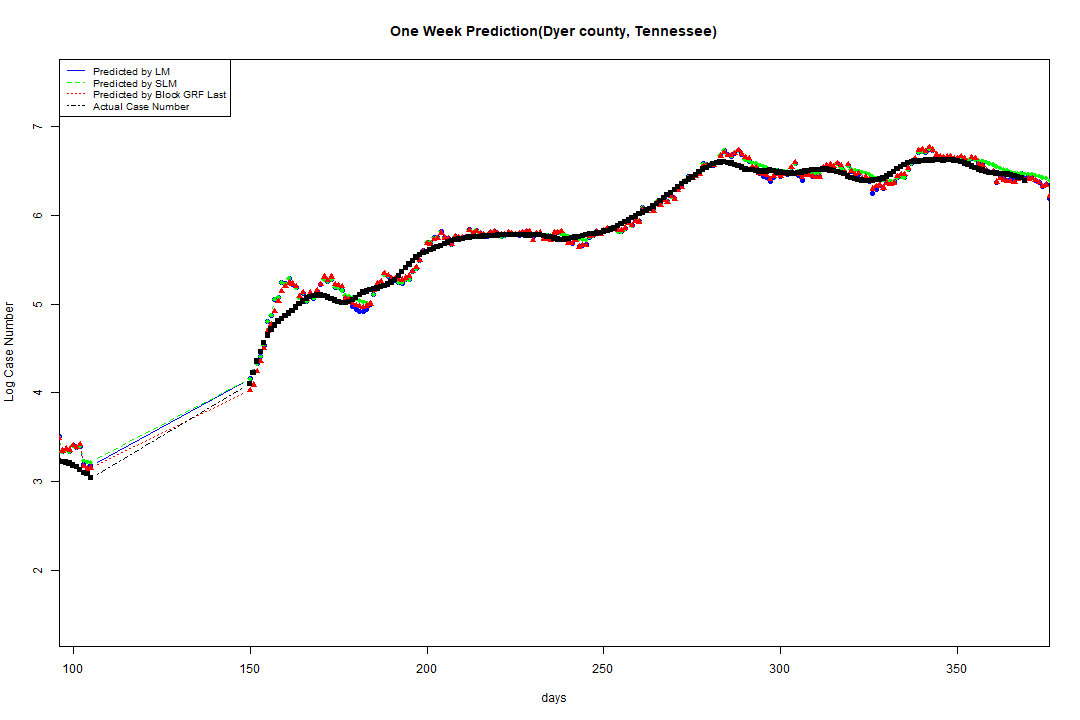 One Week Prediction(Dyer county, Tennessee)
Predicted by LM
Predicted by SLM
Predicted by Block GRF Last
Actual Case Number
7
6
5
4
3
2
Log Case Number
100 150 200 250 300 350
days